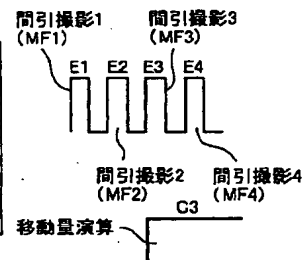 間引撮影1
(MF1)
間引撮影3
(MF3)
E1 E2 E3 E4
間引撮影2
(MF2)
間引撮影4
(MF4)
C3
移動量演算